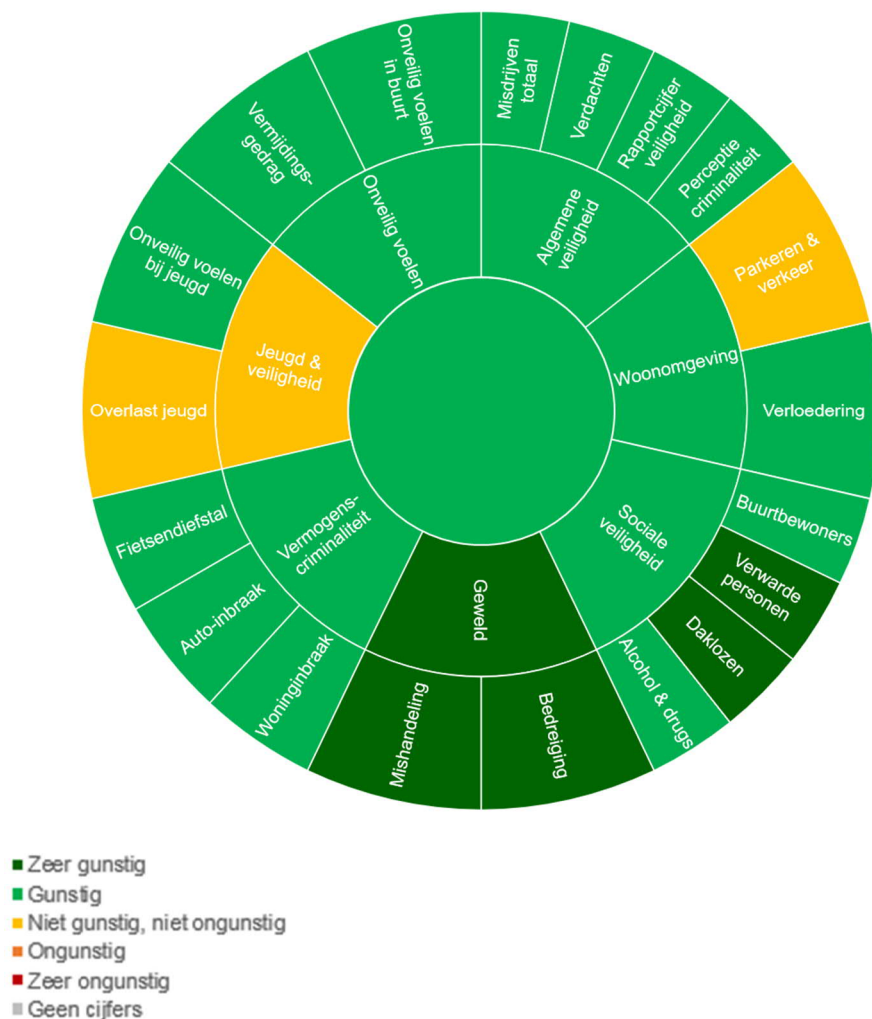 Misdrijven
totaal
Verdachten
Rapportcijfer
veiligheid
Perceptie
criminaliteit
Parkeren &
verkeer
Verloedering
Buurtbewoners
Verwarde
personen
Daklozen
Alcohol & drugs
Bedreiging
Mishandeling
Woninginbraak
Auto-inbraak
Fietsendiefstal
Overlast jeugd
Onveilig voelen
bij jeugd
Vermijdings-
gedrag
Onveilig voelen
in buurt
Algemene
veiligheid
Woonomgeving
Sociale
veiligheid
Geweld
Vermogens-
criminaliteit
Jeugd &
veiligheid
Onveilig voelen
Zeer gunstig
Gunstig
Niet gunstig, niet ongunstig
Ongunstig
Zeer ongunstig
Geen cijfers